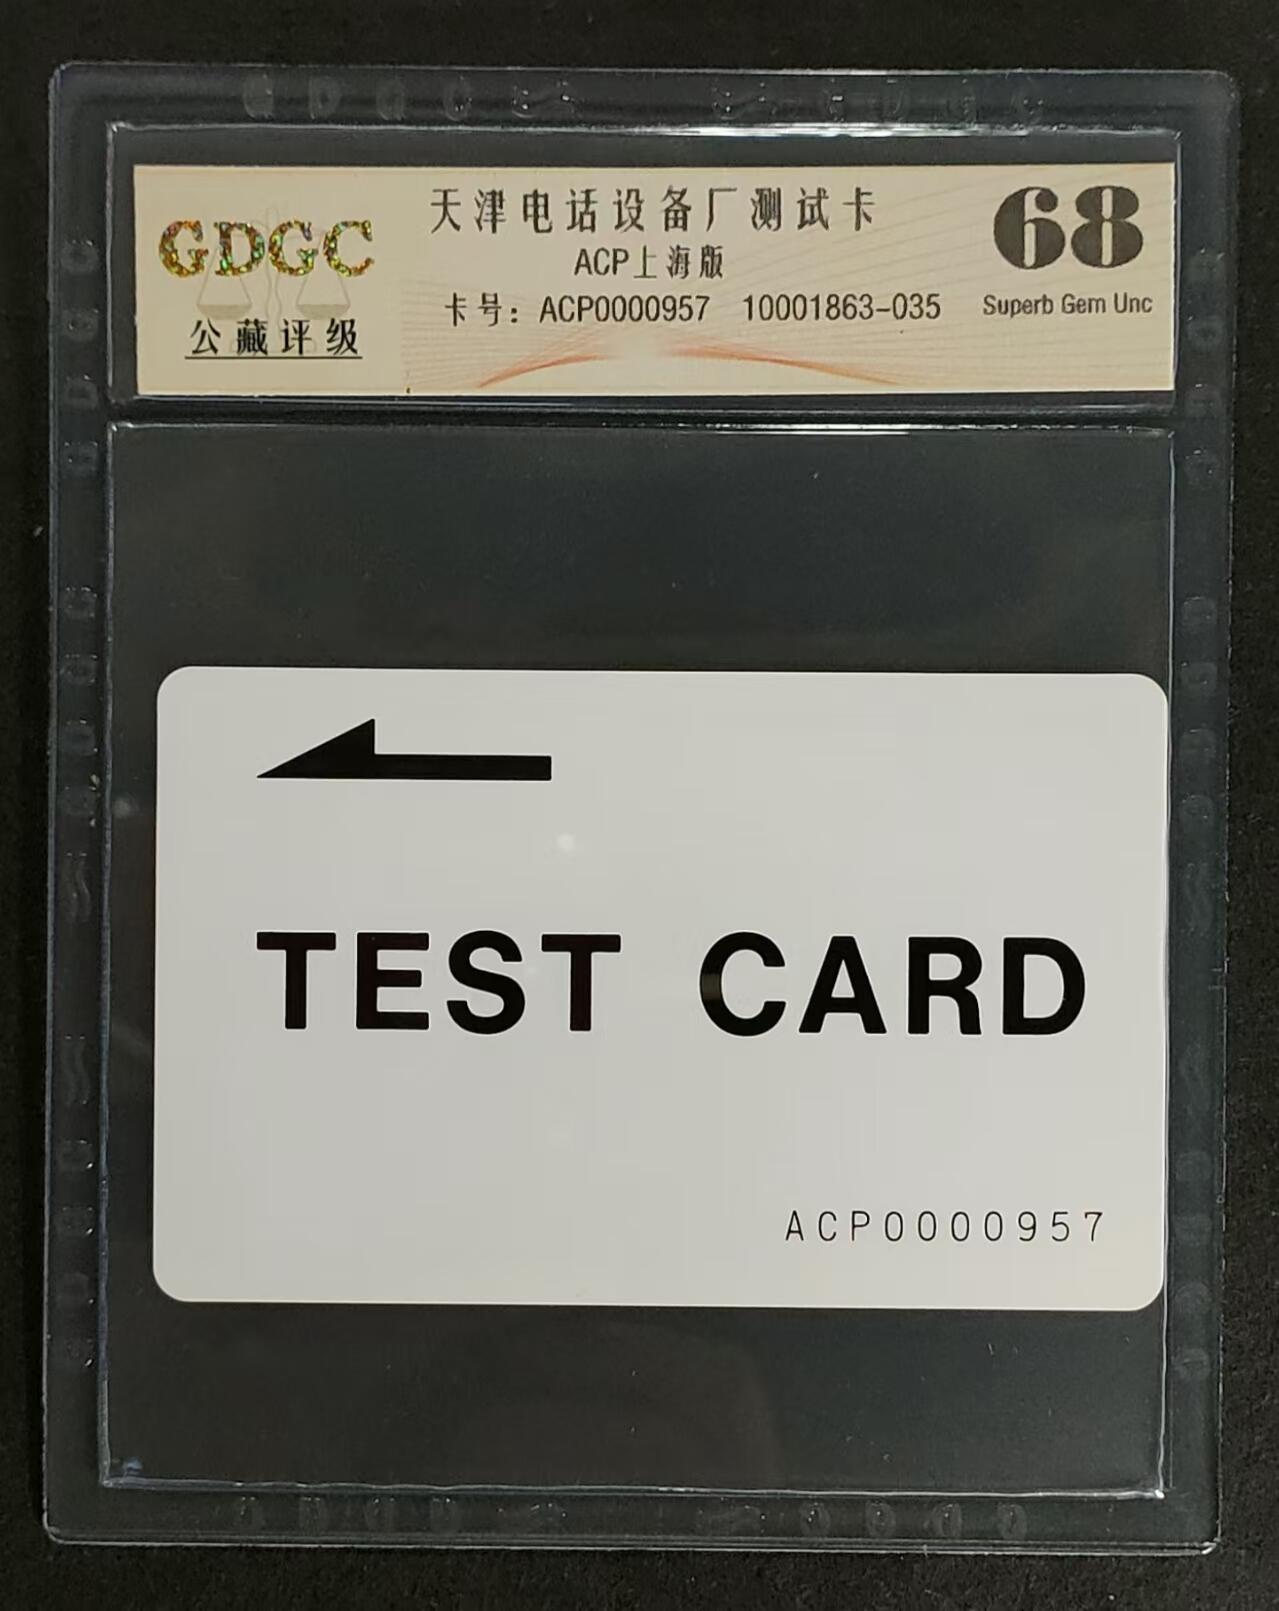 GDGC
公藏评级
天津电话设备厂测试卡
ACP上海版
卡号：ACP0000957 10001863-035
68
Superb Gem Unc
TEST CARD
ACP0000957